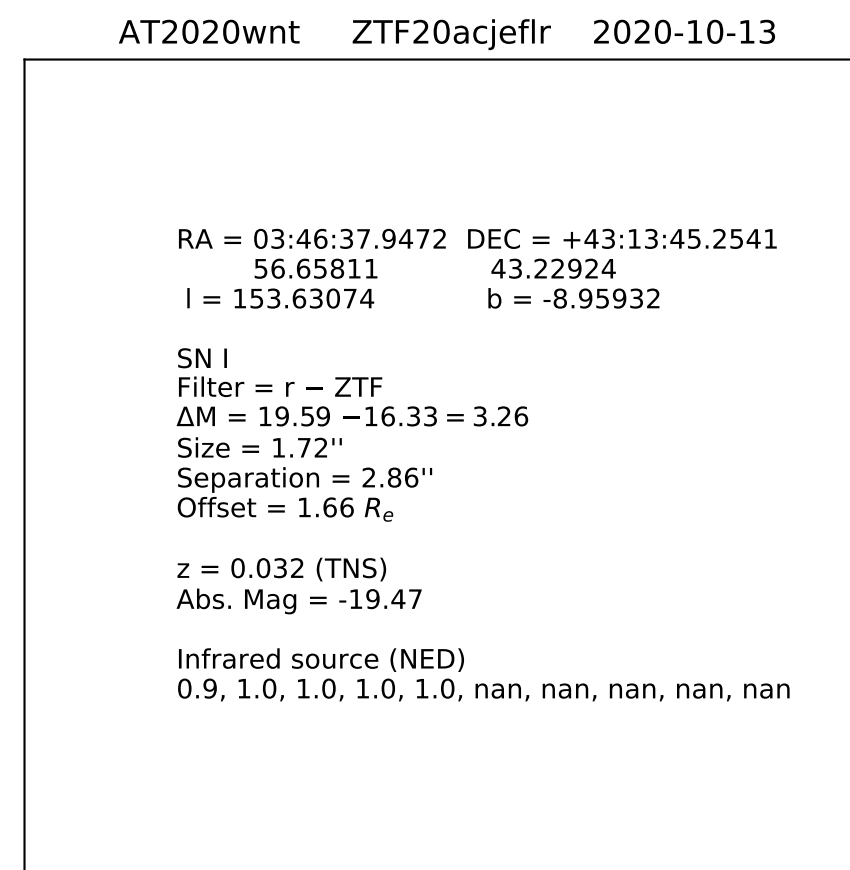 AT2020wnt ZTF20acjeflr 2020-10-13
RA = 03:46:37.9472 DEC = +43:13:45.2541
56.65811 43.22924
l = 153.63074 b = -8.95932
SN I
Filter = r − ZTF
ΔM = 19.59 −16.33 = 3.26
Size = 1.72''
Separation = 2.86''
Offset = 1.66 Rₑ
z = 0.032 (TNS)
Abs. Mag = -19.47
Infrared source (NED)
0.9, 1.0, 1.0, 1.0, 1.0, nan, nan, nan, nan, nan